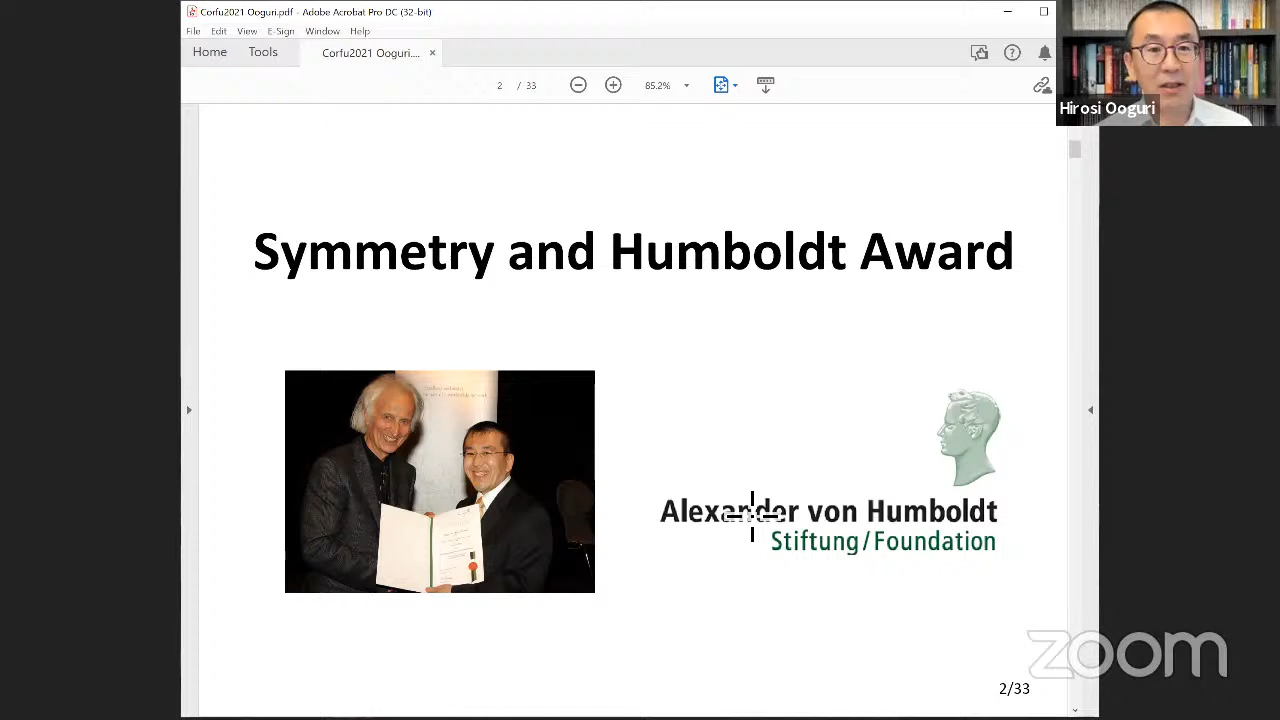 Corfu2021 Ooguri.pdf - Adobe Acrobat Pro DC (32-bit)
File Edit View E-Sign Window Help
Home Tools Corfu2021 Ooguri.... ×
2 / 33 85.2%
Hirosi Ooguri
Symmetry and Humboldt Award
Alexander von Humboldt
Stiftung/Foundation
zoom
2/33